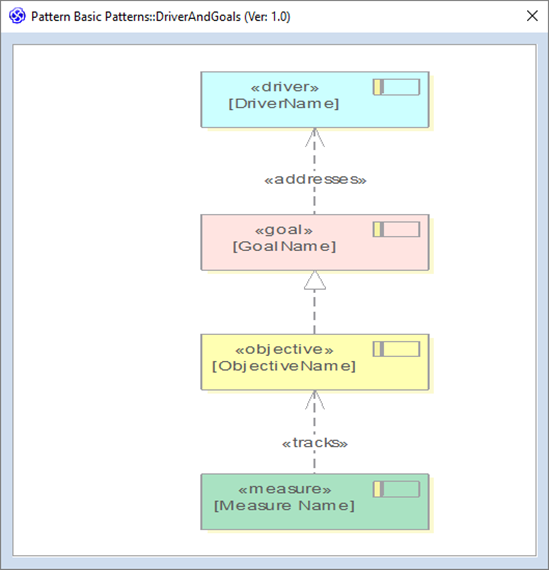 Pattern Basic Patterns::DriverAndGoals (Ver: 1.0)
«driver»
[DriverName]
«addresses»
«goal»
[GoalName]
«objective»
[ObjectiveName]
«tracks»
«measure»
[Measure Name]